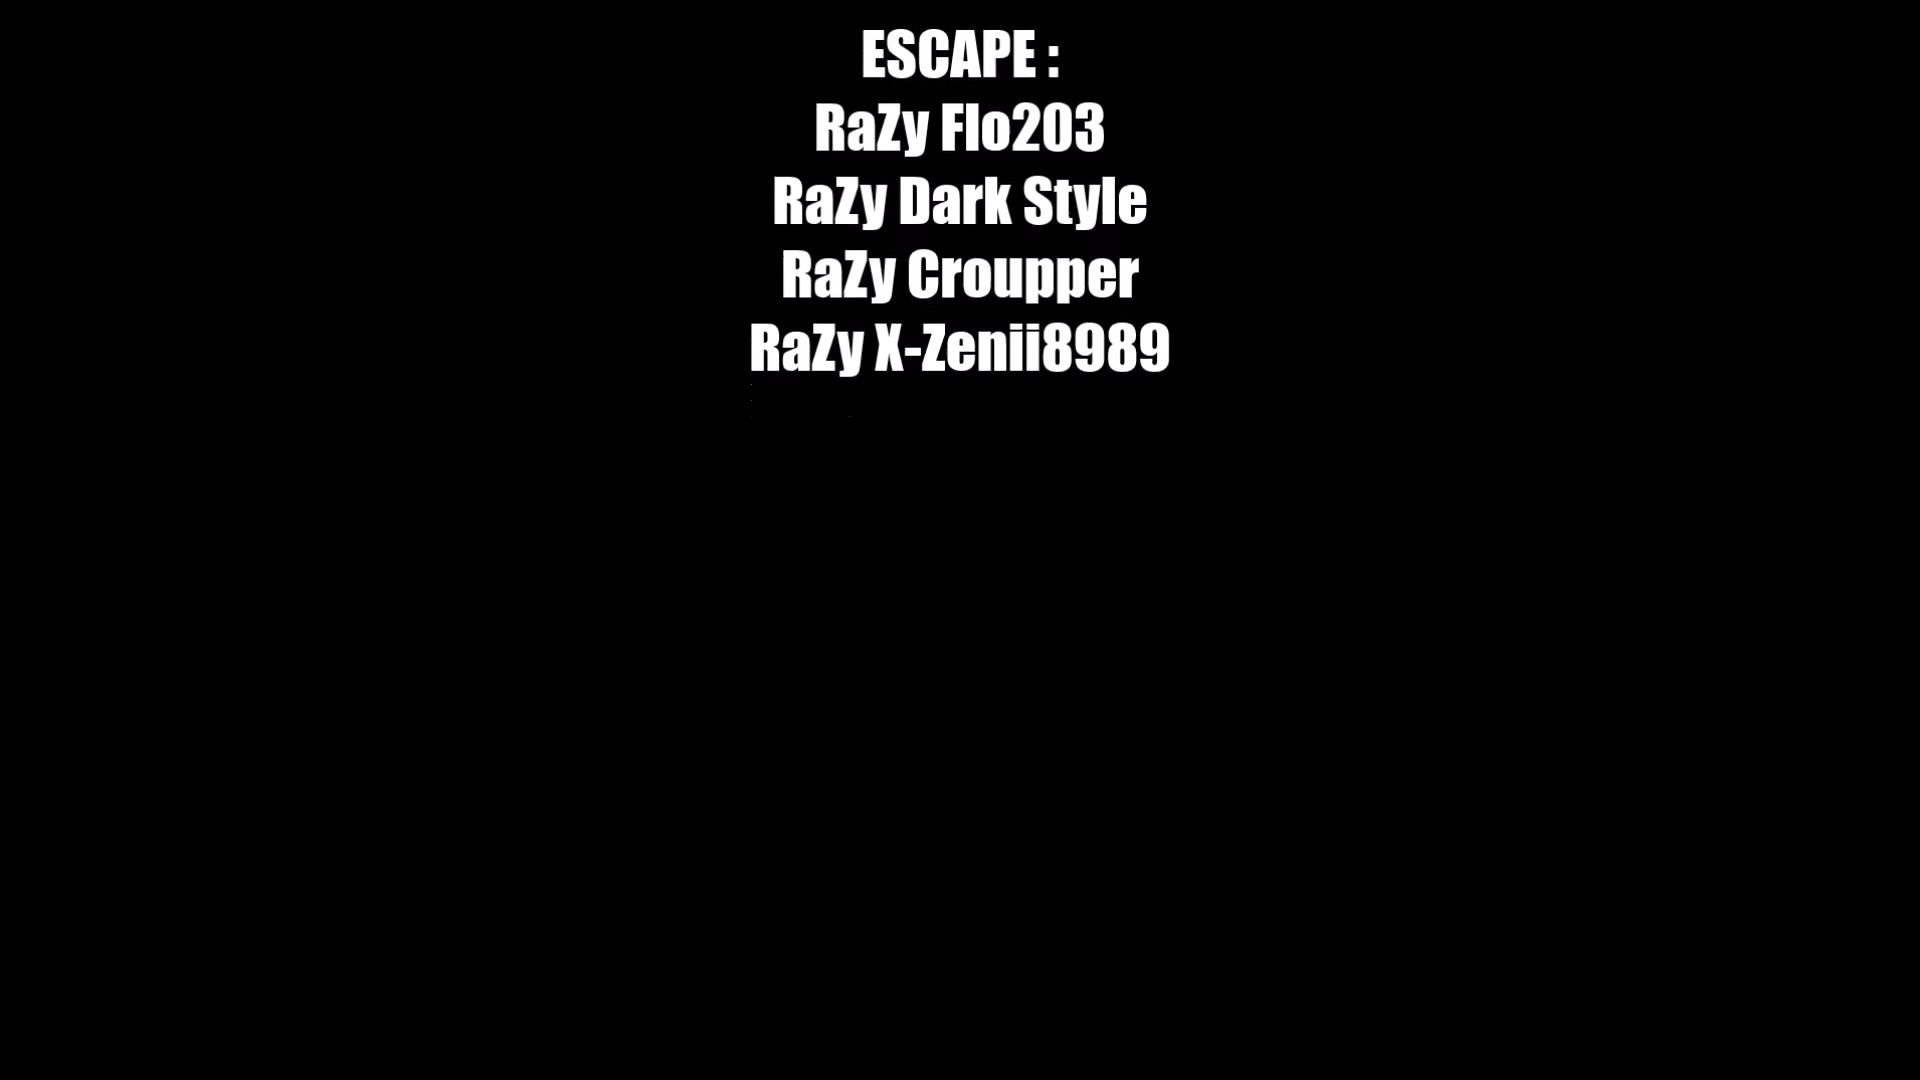 ESCAPE :
RaZy Flo203
RaZy Dark Style
RaZy Croupper
RaZy X-Zenii8989